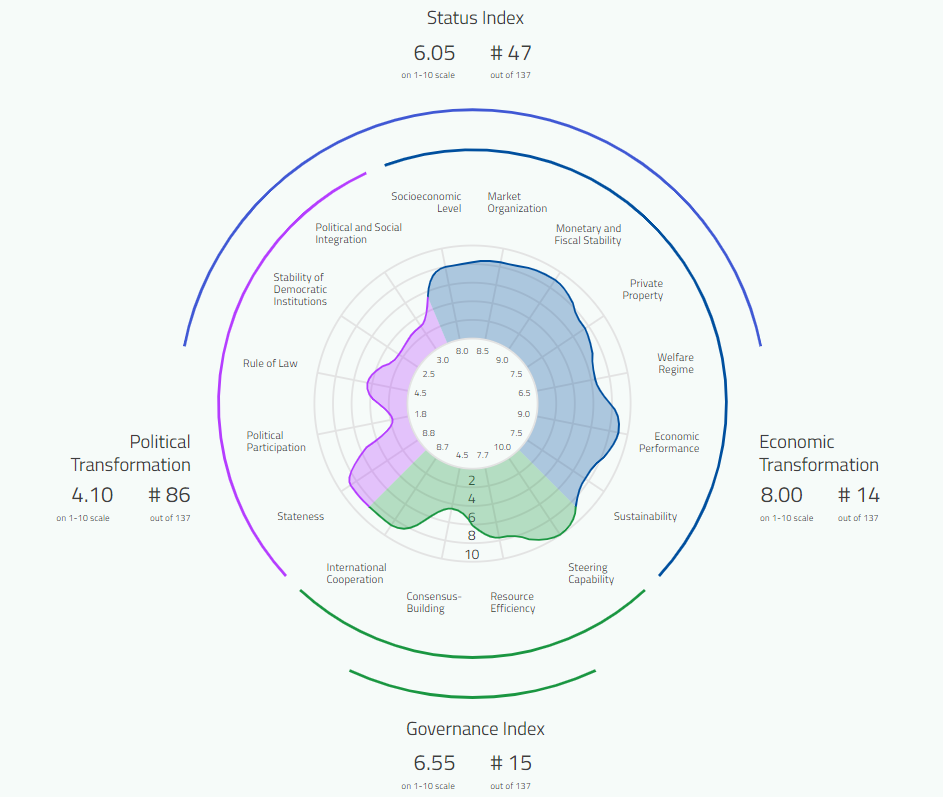 Status Index
6.05 # 47
on 1-10 scale out of 137
Socioeconomic
Level
Market
Organization
Political and Social
Integration
Monetary and
Fiscal Stability
Stability of
Democratic
Institutions
Private
Property
Rule of Law
Welfare
Regime
Political
Participation
Economic
Performance
Stateness
Sustainability
International
Cooperation
Steering
Capability
Consensus-
Building
Resource
Efficiency
8.0 8.5
3.0 9.0
2.5 7.5
4.5 6.5
1.8 9.0
8.8 7.5
8.7 10.0
4.5 7.7
2
4
6
8
10
Political
Transformation
4.10 # 86
on 1-10 scale out of 137
Economic
Transformation
8.00 # 14
on 1-10 scale out of 137
Governance Index
6.55 # 15
on 1-10 scale out of 137